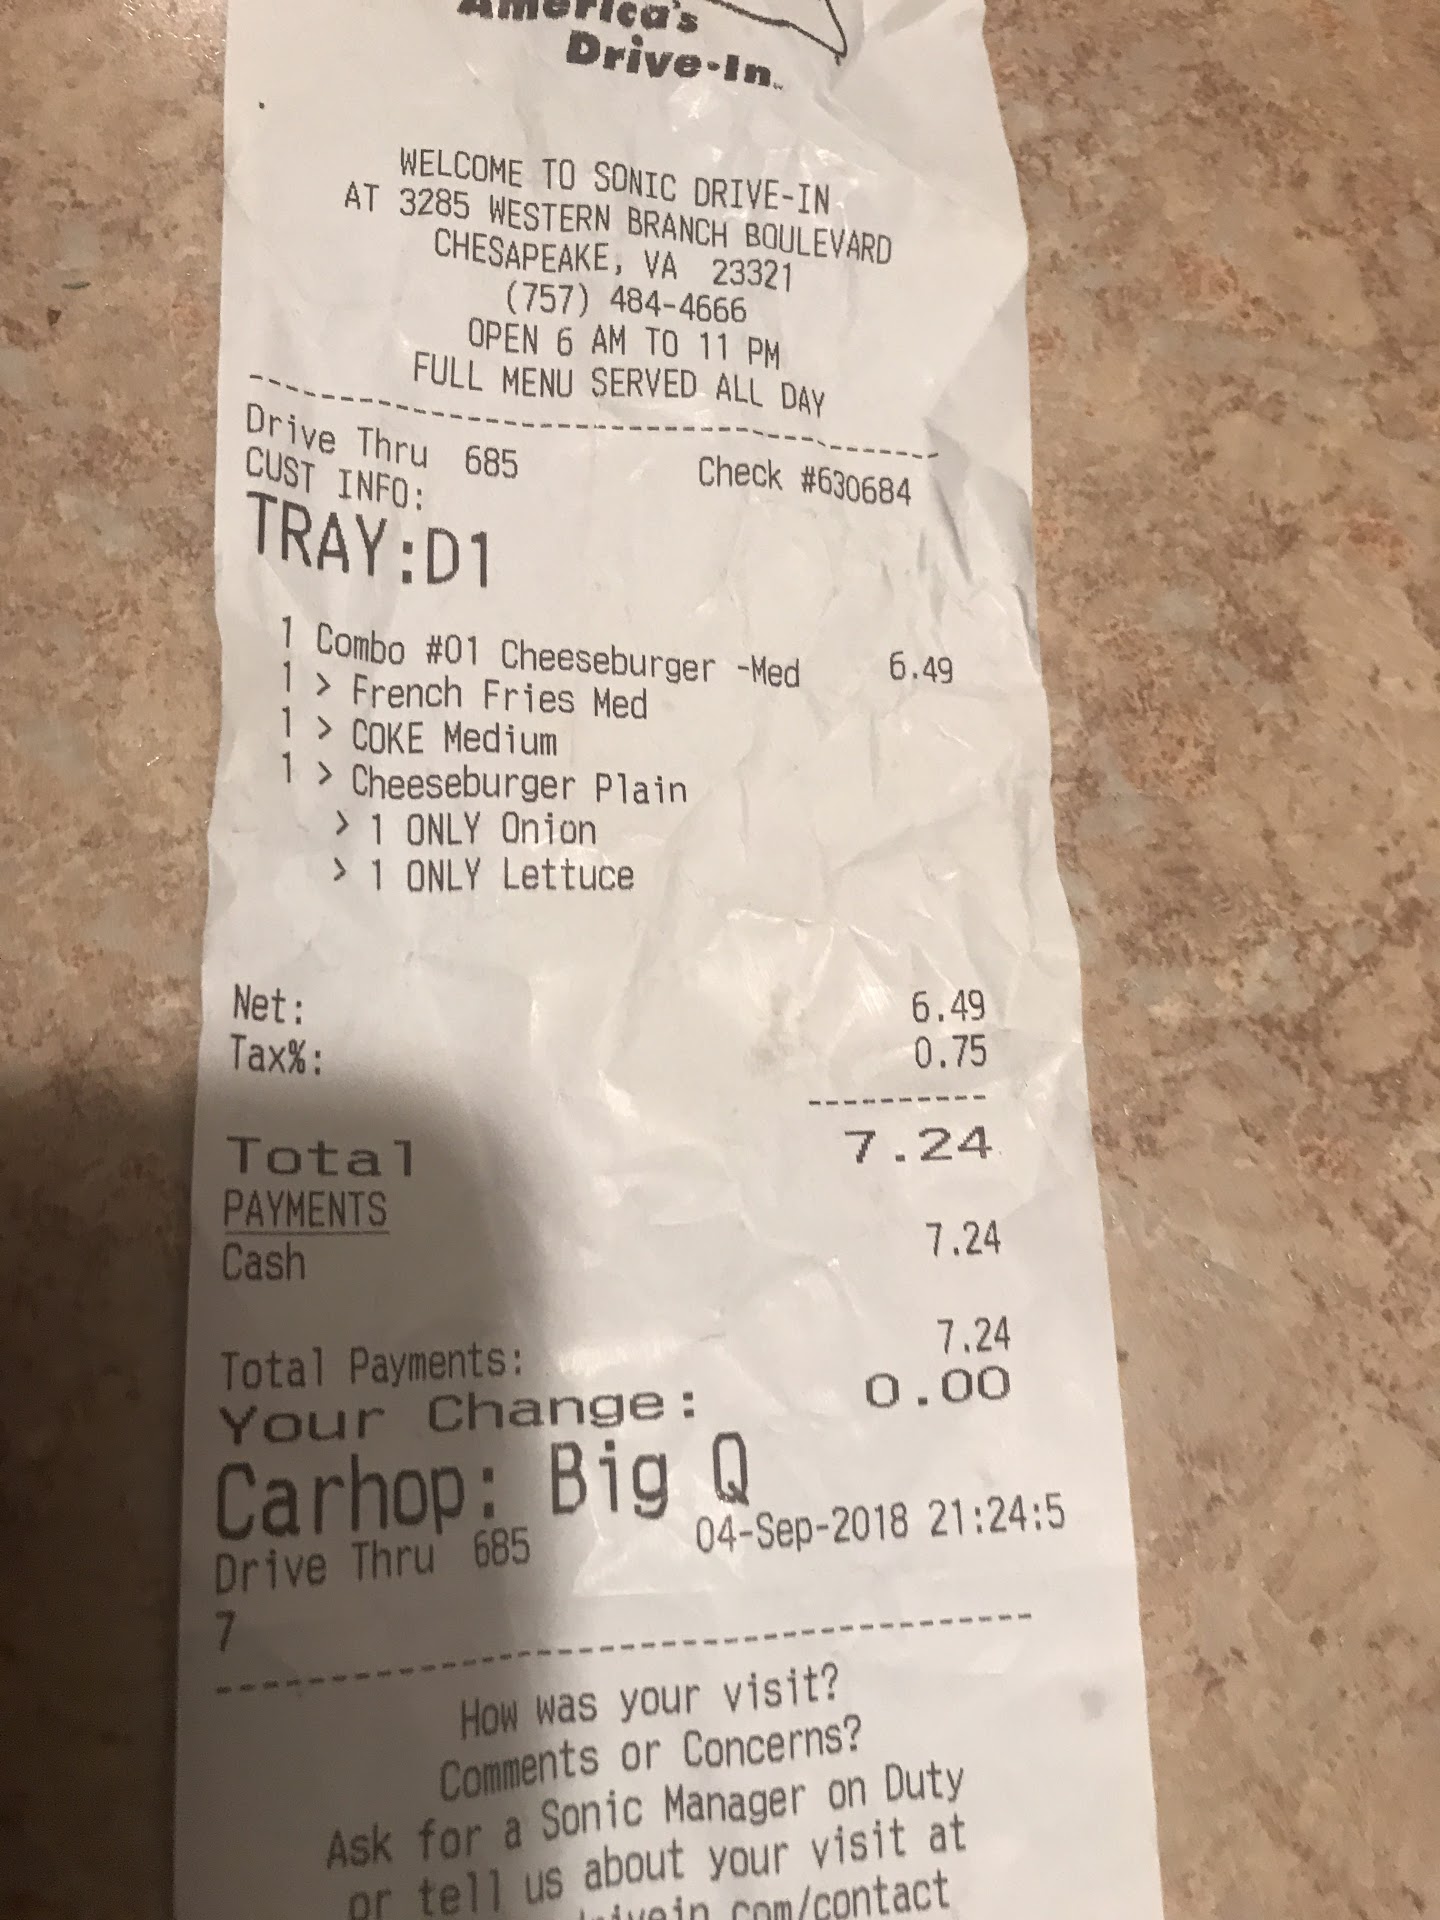 America's
Drive-In
WELCOME TO SONIC DRIVE-IN
AT 3285 WESTERN BRANCH BOULEVARD
CHESAPEAKE, VA 23321
(757) 484-4666
OPEN 6 AM TO 11 PM
FULL MENU SERVED ALL DAY
Drive Thru 685 Check #630684
CUST INFO:
TRAY:D1
1 Combo #01 Cheeseburger -Med 6.49
1 > French Fries Med
1 > COKE Medium
1 > Cheeseburger Plain
> 1 ONLY Onion
> 1 ONLY Lettuce
Net: 6.49
Tax%: 0.75
Total 7.24
PAYMENTS
Cash 7.24
Total Payments: 7.24
Your Change: 0.00
Carhop: Big Q
Drive Thru 685 04-Sep-2018 21:24:5
7
How was your visit?
Comments or Concerns?
Ask for a Sonic Manager on Duty
or tell us about your visit at
com/contact